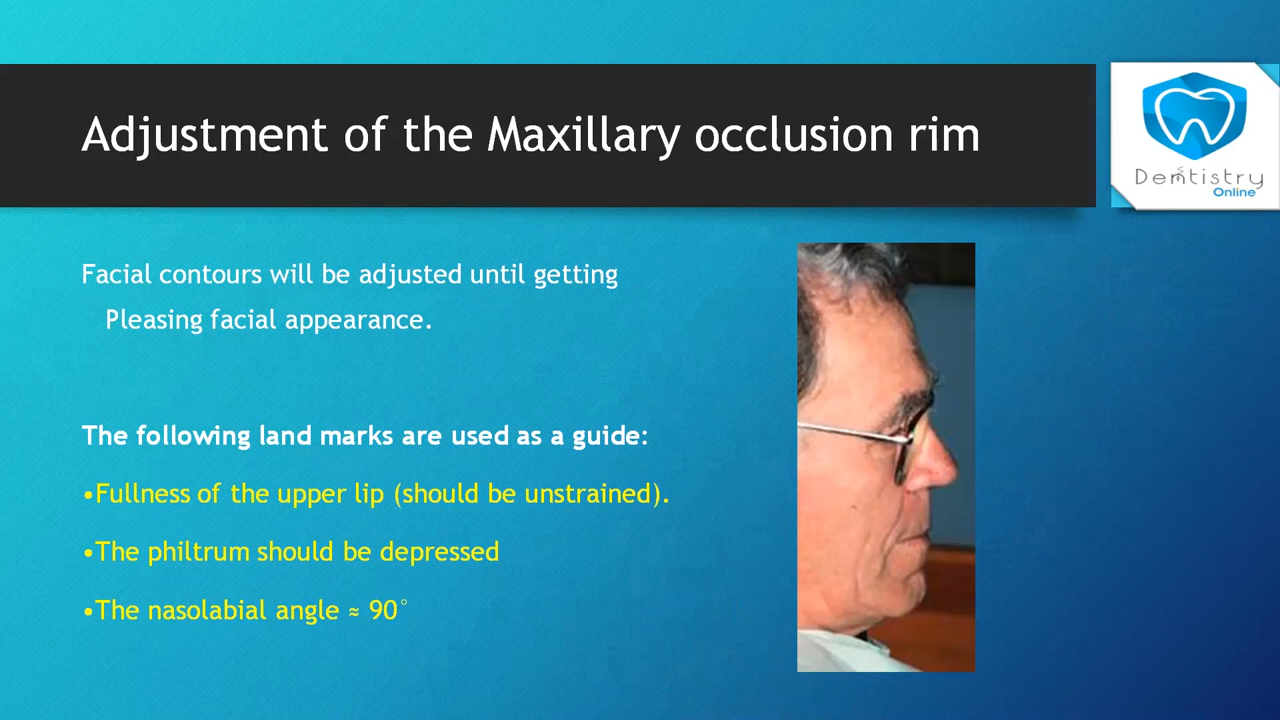 Adjustment of the Maxillary occlusion rim
Dentistry
Online
Facial contours will be adjusted until getting
Pleasing facial appearance.
The following land marks are used as a guide:
•Fullness of the upper lip (should be unstrained).
•The philtrum should be depressed
•The nasolabial angle ≈ 90°